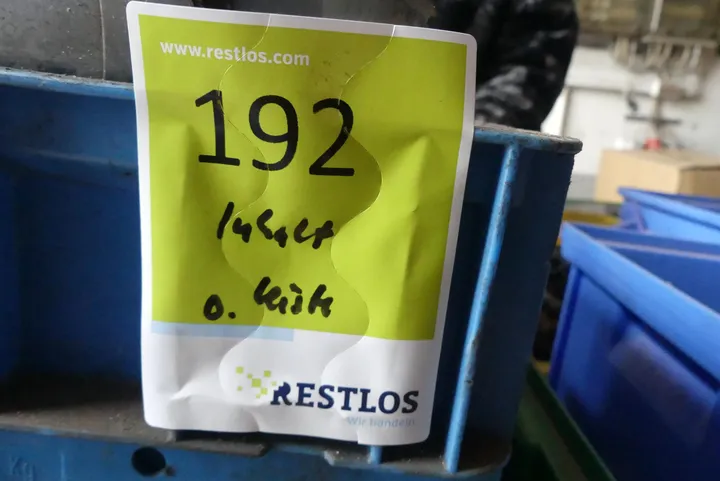 www.restlos.com
192
Inhalt
o. Kiste
RESTLOS
Wir handeln